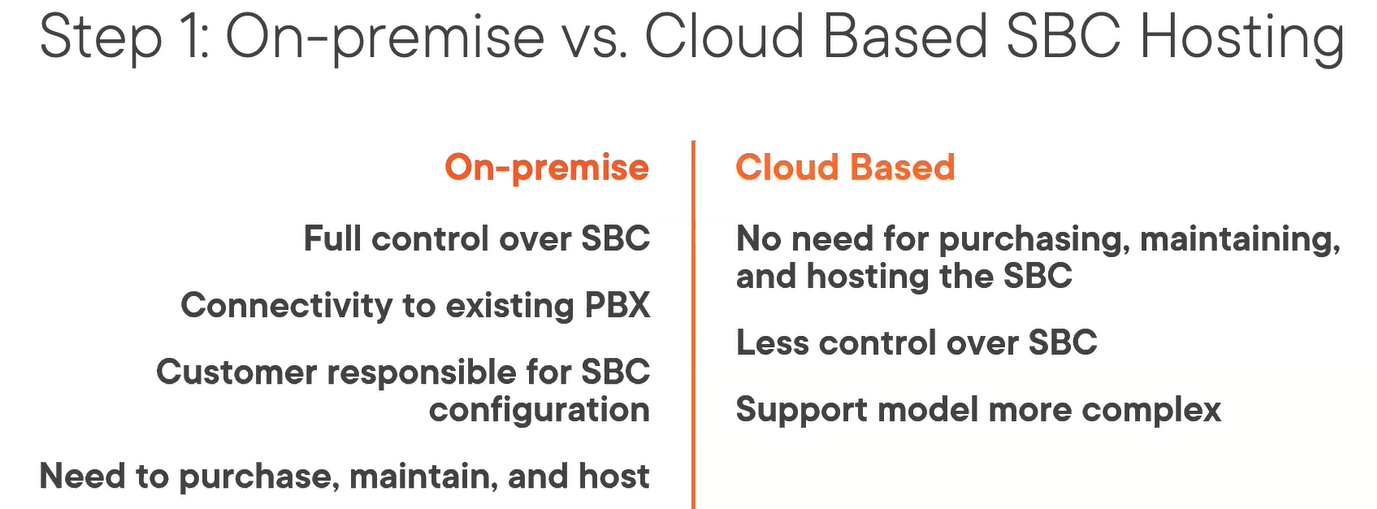 Step 1: On-premise vs. Cloud Based SBC Hosting
On-premise
Full control over SBC
Connectivity to existing PBX
Customer responsible for SBC
configuration
Need to purchase, maintain, and host
Cloud Based
No need for purchasing, maintaining,
and hosting the SBC
Less control over SBC
Support model more complex